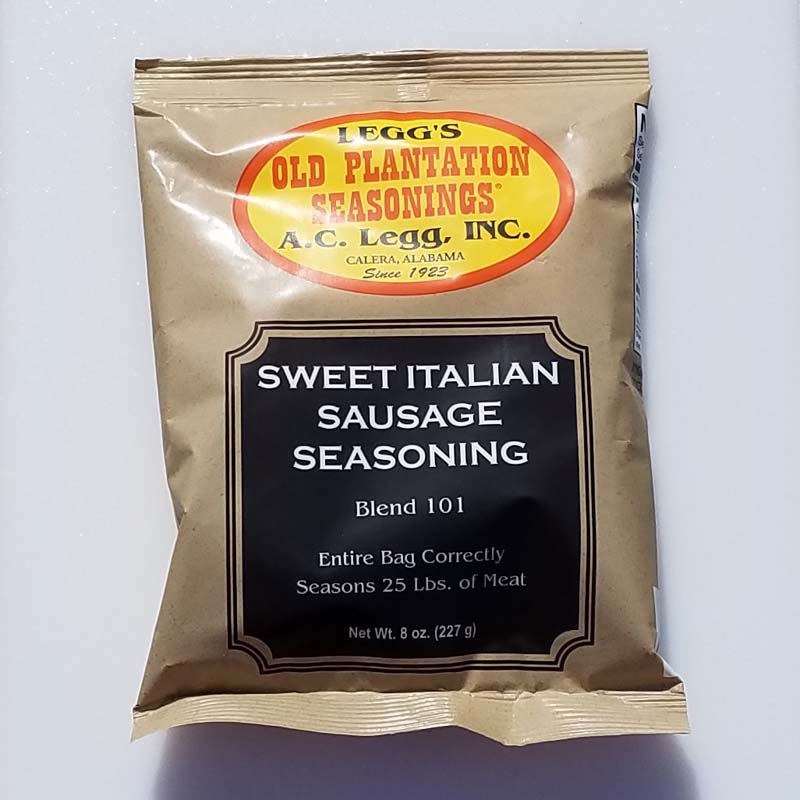 LEGG'S
OLD PLANTATION
SEASONINGS®
A.C. Legg, INC.
CALERA, ALABAMA
Since 1923
SWEET ITALIAN
SAUSAGE
SEASONING
Blend 101
Entire Bag Correctly
Seasons 25 Lbs. of Meat
Net Wt. 8 oz. (227 g)